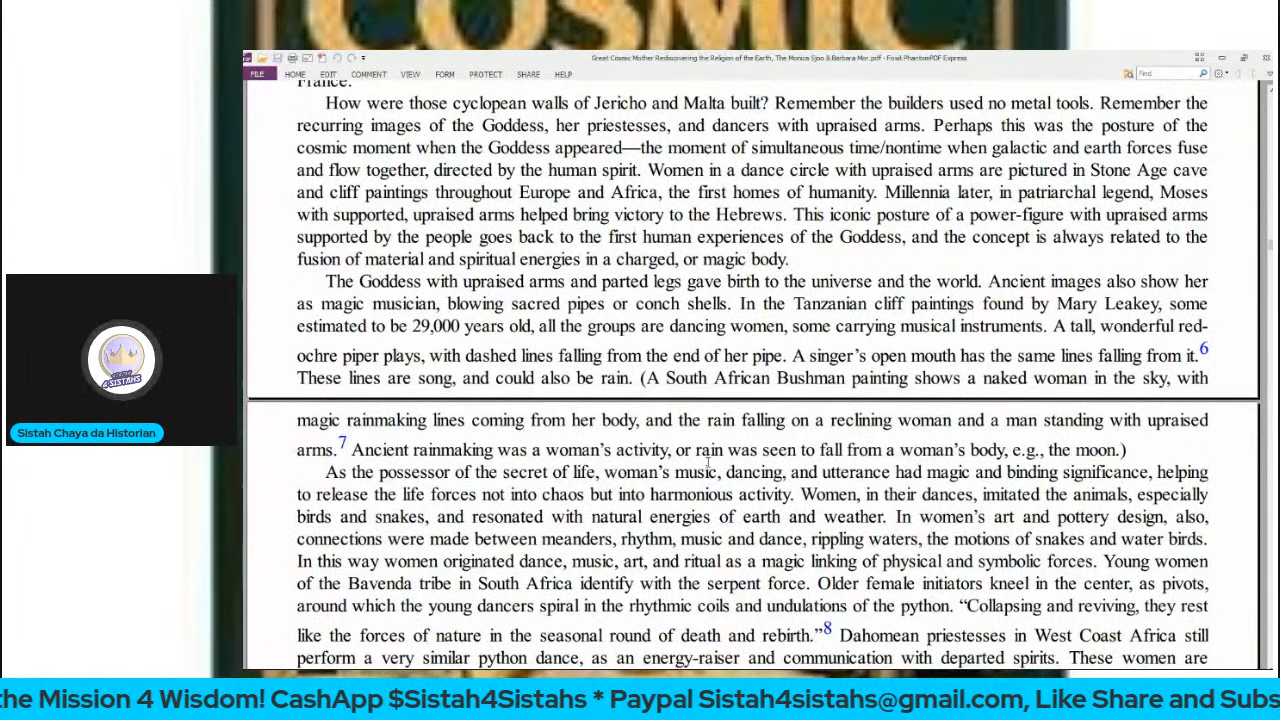 COSMIC
Great Cosmic Mother Rediscovering the Religion of the Earth, The Monica Sjoo & Barbara Mor.pdf - Foxit PhantomPDF Express
FILE HOME EDIT COMMENT VIEW FORM PROTECT SHARE HELP
Find
France.
How were those cyclopean walls of Jericho and Malta built? Remember the builders used no metal tools. Remember the
recurring images of the Goddess, her priestesses, and dancers with upraised arms. Perhaps this was the posture of the
cosmic moment when the Goddess appeared—the moment of simultaneous time/nontime when galactic and earth forces fuse
and flow together, directed by the human spirit. Women in a dance circle with upraised arms are pictured in Stone Age cave
and cliff paintings throughout Europe and Africa, the first homes of humanity. Millennia later, in patriarchal legend, Moses
with supported, upraised arms helped bring victory to the Hebrews. This iconic posture of a power-figure with upraised arms
supported by the people goes back to the first human experiences of the Goddess, and the concept is always related to the
fusion of material and spiritual energies in a charged, or magic body.
The Goddess with upraised arms and parted legs gave birth to the universe and the world. Ancient images also show her
as magic musician, blowing sacred pipes or conch shells. In the Tanzanian cliff paintings found by Mary Leakey, some
estimated to be 29,000 years old, all the groups are dancing women, some carrying musical instruments. A tall, wonderful red-
ochre piper plays, with dashed lines falling from the end of her pipe. A singer’s open mouth has the same lines falling from it.6
These lines are song, and could also be rain. (A South African Bushman painting shows a naked woman in the sky, with
magic rainmaking lines coming from her body, and the rain falling on a reclining woman and a man standing with upraised
arms.7 Ancient rainmaking was a woman’s activity, or rain was seen to fall from a woman’s body, e.g., the moon.)
As the possessor of the secret of life, woman’s music, dancing, and utterance had magic and binding significance, helping
to release the life forces not into chaos but into harmonious activity. Women, in their dances, imitated the animals, especially
birds and snakes, and resonated with natural energies of earth and weather. In women’s art and pottery design, also,
connections were made between meanders, rhythm, music and dance, rippling waters, the motions of snakes and water birds.
In this way women originated dance, music, art, and ritual as a magic linking of physical and symbolic forces. Young women
of the Bavenda tribe in South Africa identify with the serpent force. Older female initiators kneel in the center, as pivots,
around which the young dancers spiral in the rhythmic coils and undulations of the python. “Collapsing and reviving, they rest
like the forces of nature in the seasonal round of death and rebirth.”8 Dahomean priestesses in West Coast Africa still
perform a very similar python dance, as an energy-raiser and communication with departed spirits. These women are
4 SISTAHS
Sistah Chaya da Historian
the Mission 4 Wisdom! CashApp $Sistah4Sistahs * Paypal Sistah4sistahs@gmail.com, Like Share and Subs